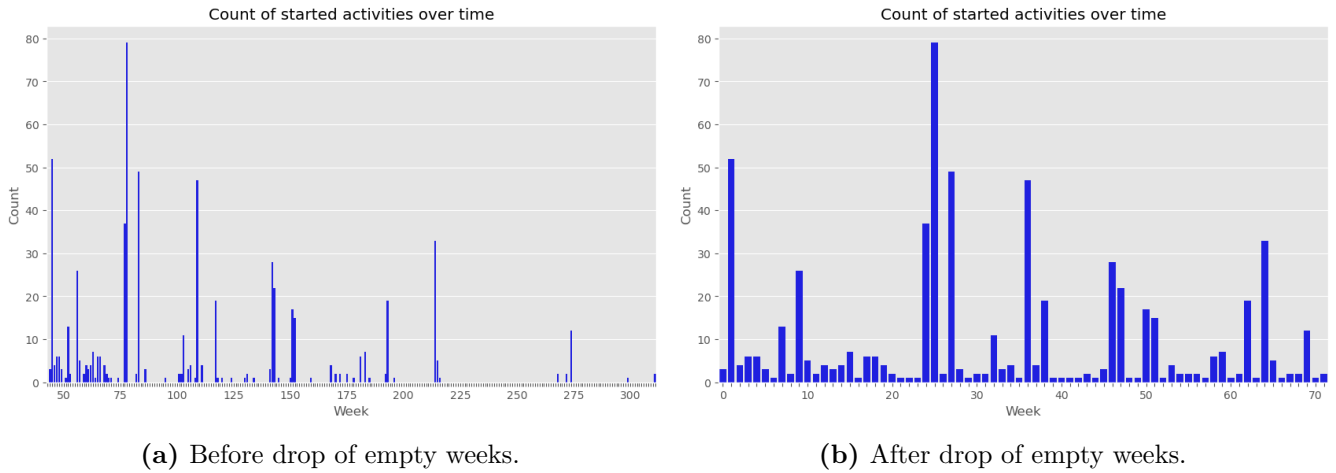 Count of started activities over time
80
70
60
50
40
30
20
10
0
Count
50 75 100 125 150 175 200 225 250 275 300
Week
(a) Before drop of empty weeks.
Count of started activities over time
80
70
60
50
40
30
20
10
0
Count
0 10 20 30 40 50 60 70
Week
(b) After drop of empty weeks.